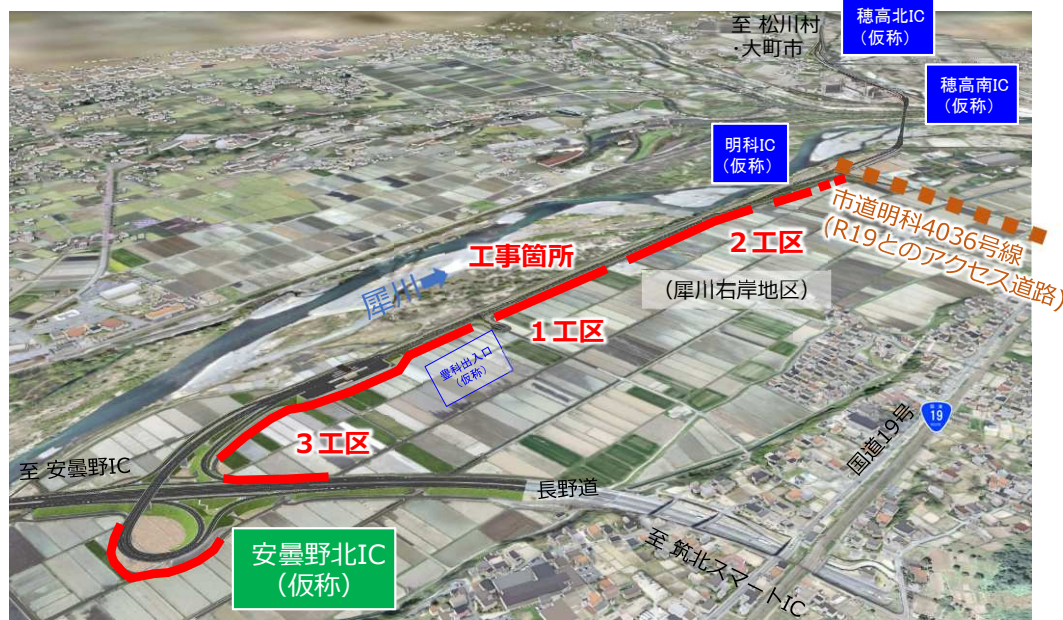 至 松川村
・大町市
穂高北IC
(仮称)
穂高南IC
(仮称)
明科IC
(仮称)
市道明科4036号線
(R19とのアクセス道路)
工事箇所
2工区
犀川
(犀川右岸地区)
1工区
豊科出入口
(仮称)
19
国道19号
3工区
至 安曇野IC
長野道
至 筑北スマートIC
安曇野北IC
(仮称)